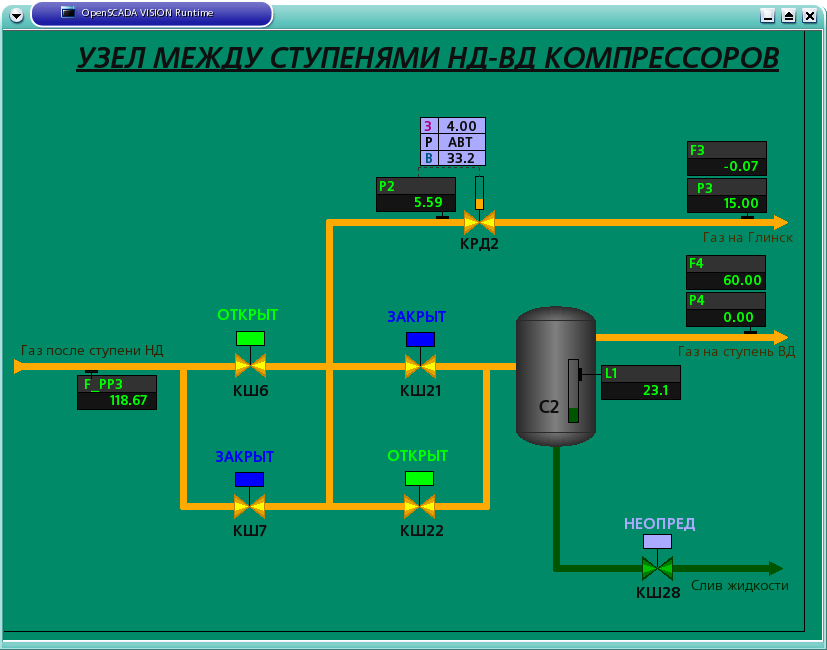 OpenSCADA VISION Runtime
УЗЕЛ МЕЖДУ СТУПЕНЯМИ НД-ВД КОМПРЕССОРОВ
З 4.00
Р АВТ
В 33.2
P2
5.59
КРД2
F3
-0.07
P3
15.00
Газ на Глинск
F4
60.00
P4
0.00
Газ на ступень ВД
ОТКРЫТ
КШ6
ЗАКРЫТ
КШ21
Газ после ступени НД
F_PP3
118.67
C2
L1
23.1
ЗАКРЫТ
КШ7
ОТКРЫТ
КШ22
НЕОПРЕД
КШ28
Слив жидкости